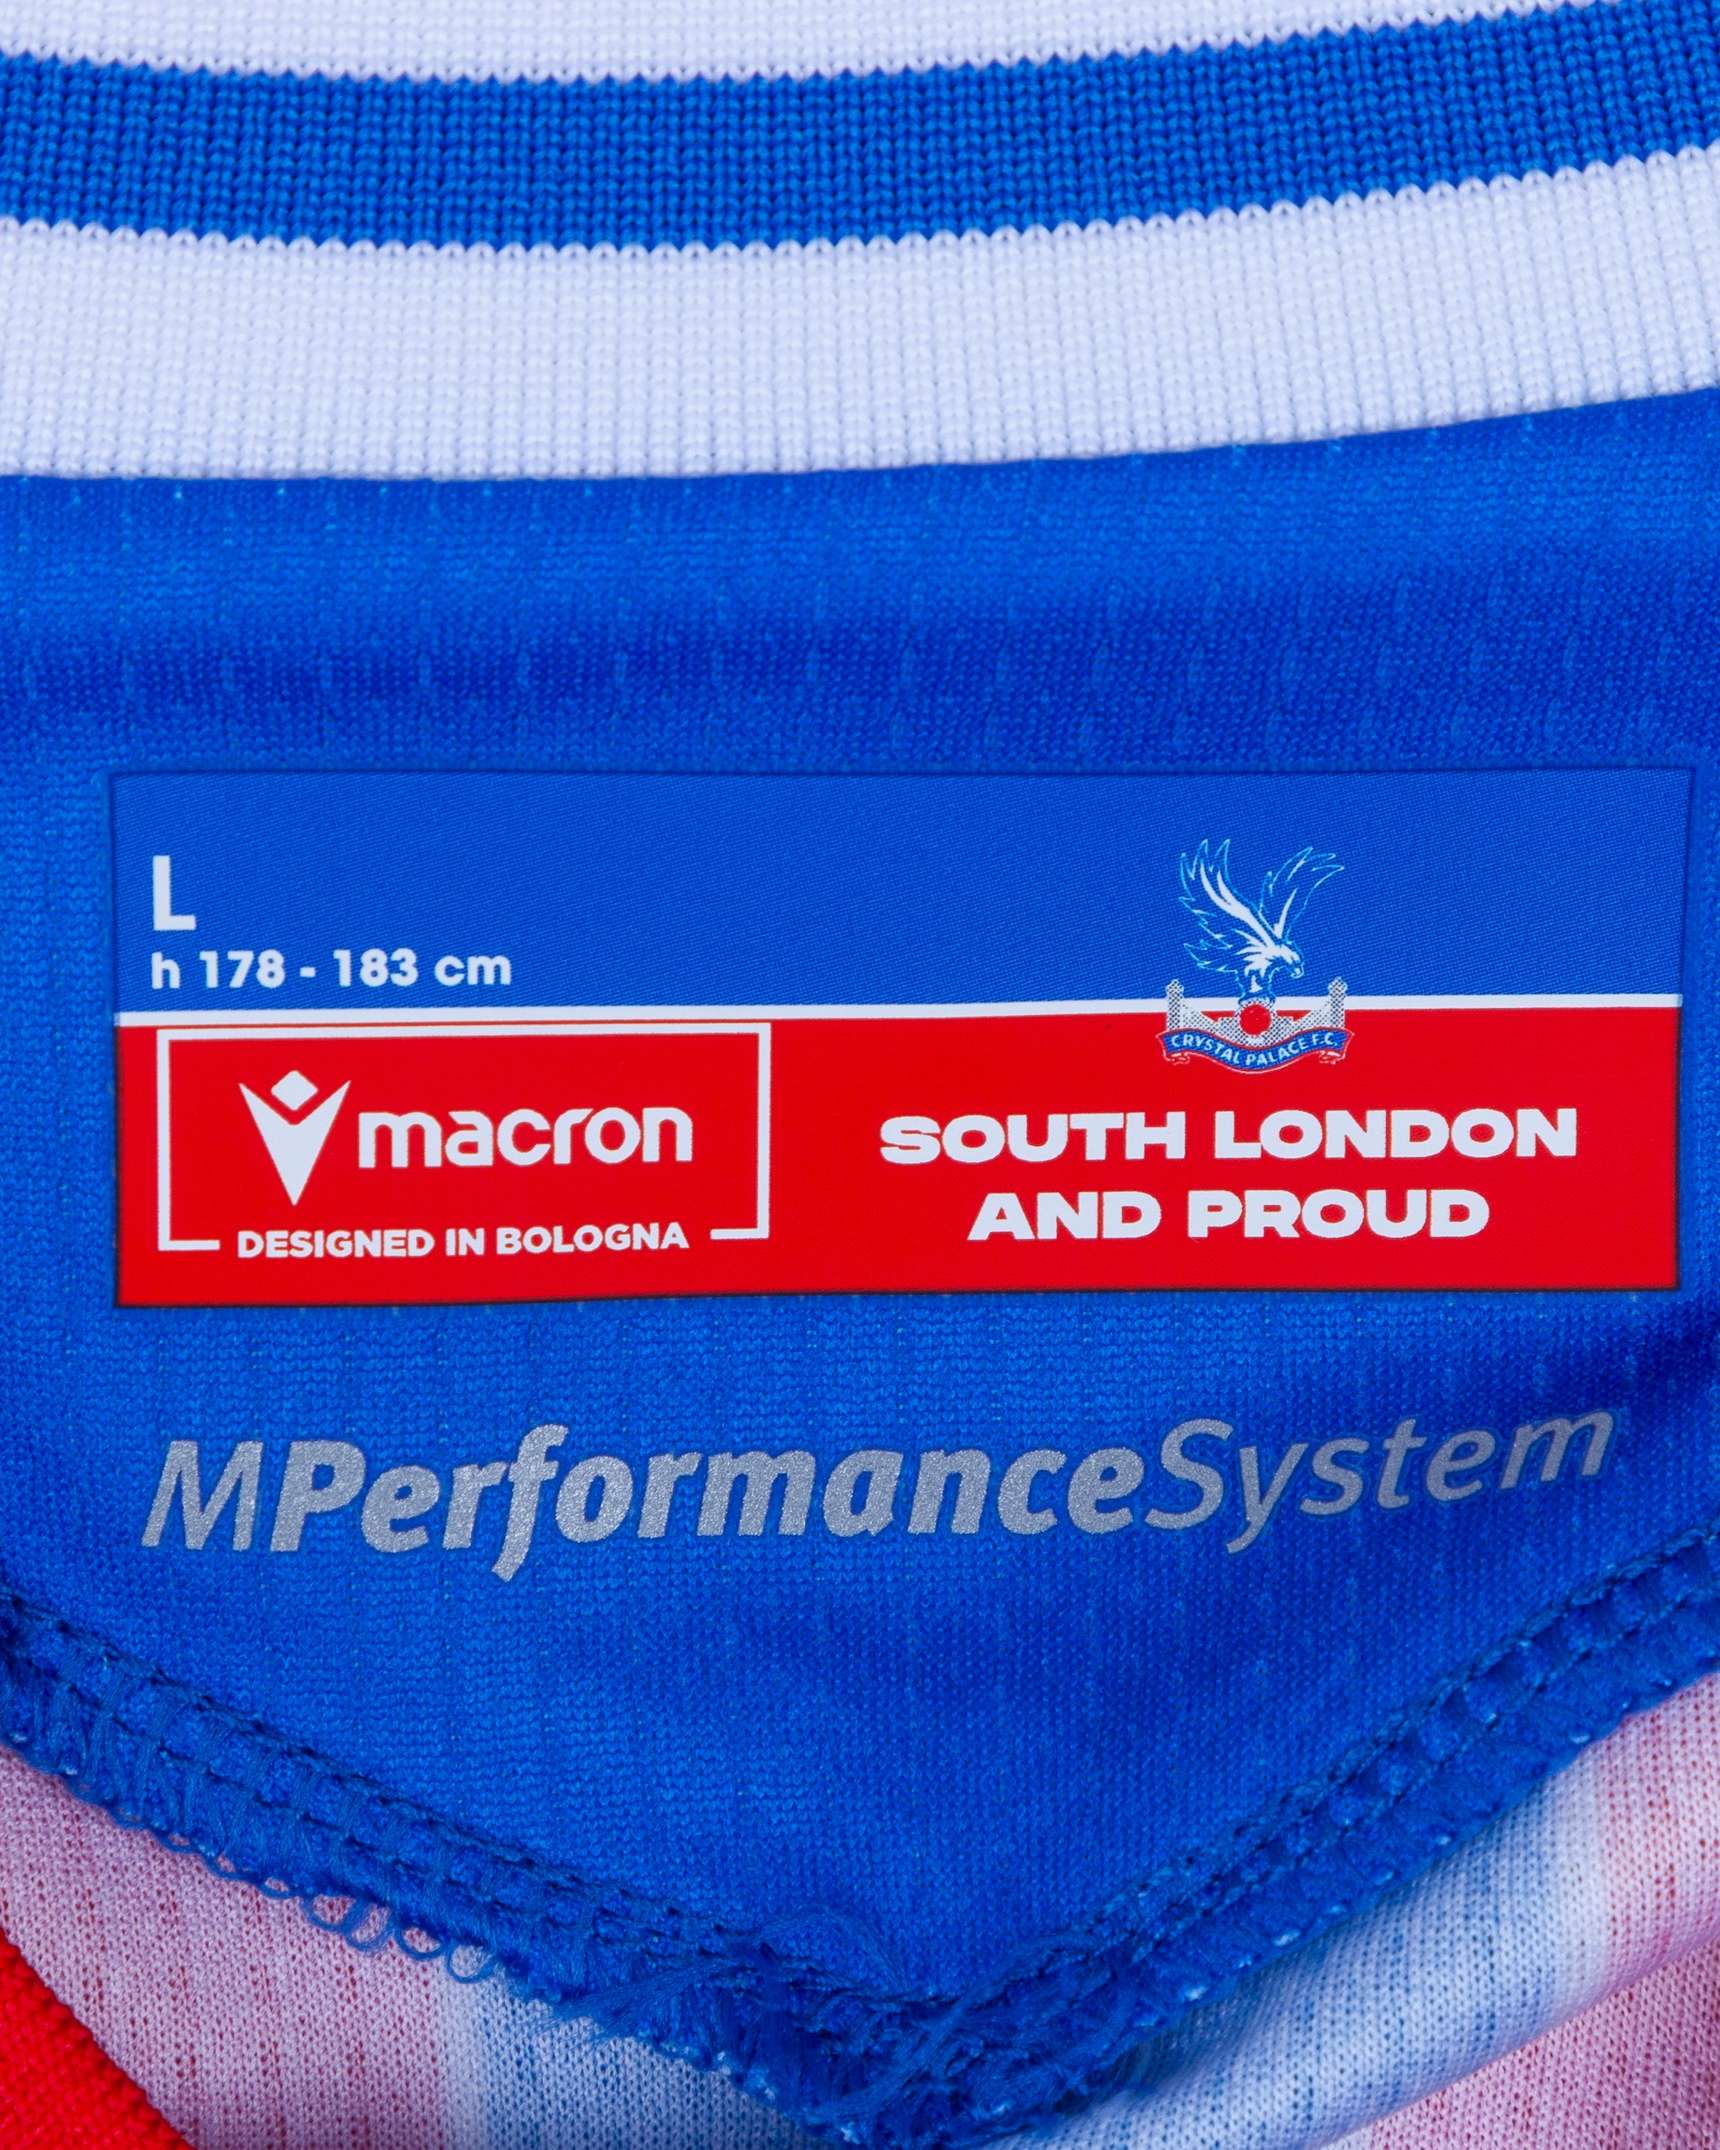 L
h 178 - 183 cm
CRYSTAL PALACE F.C.
macron
DESIGNED IN BOLOGNA
SOUTH LONDON
AND PROUD
MPerformanceSystem